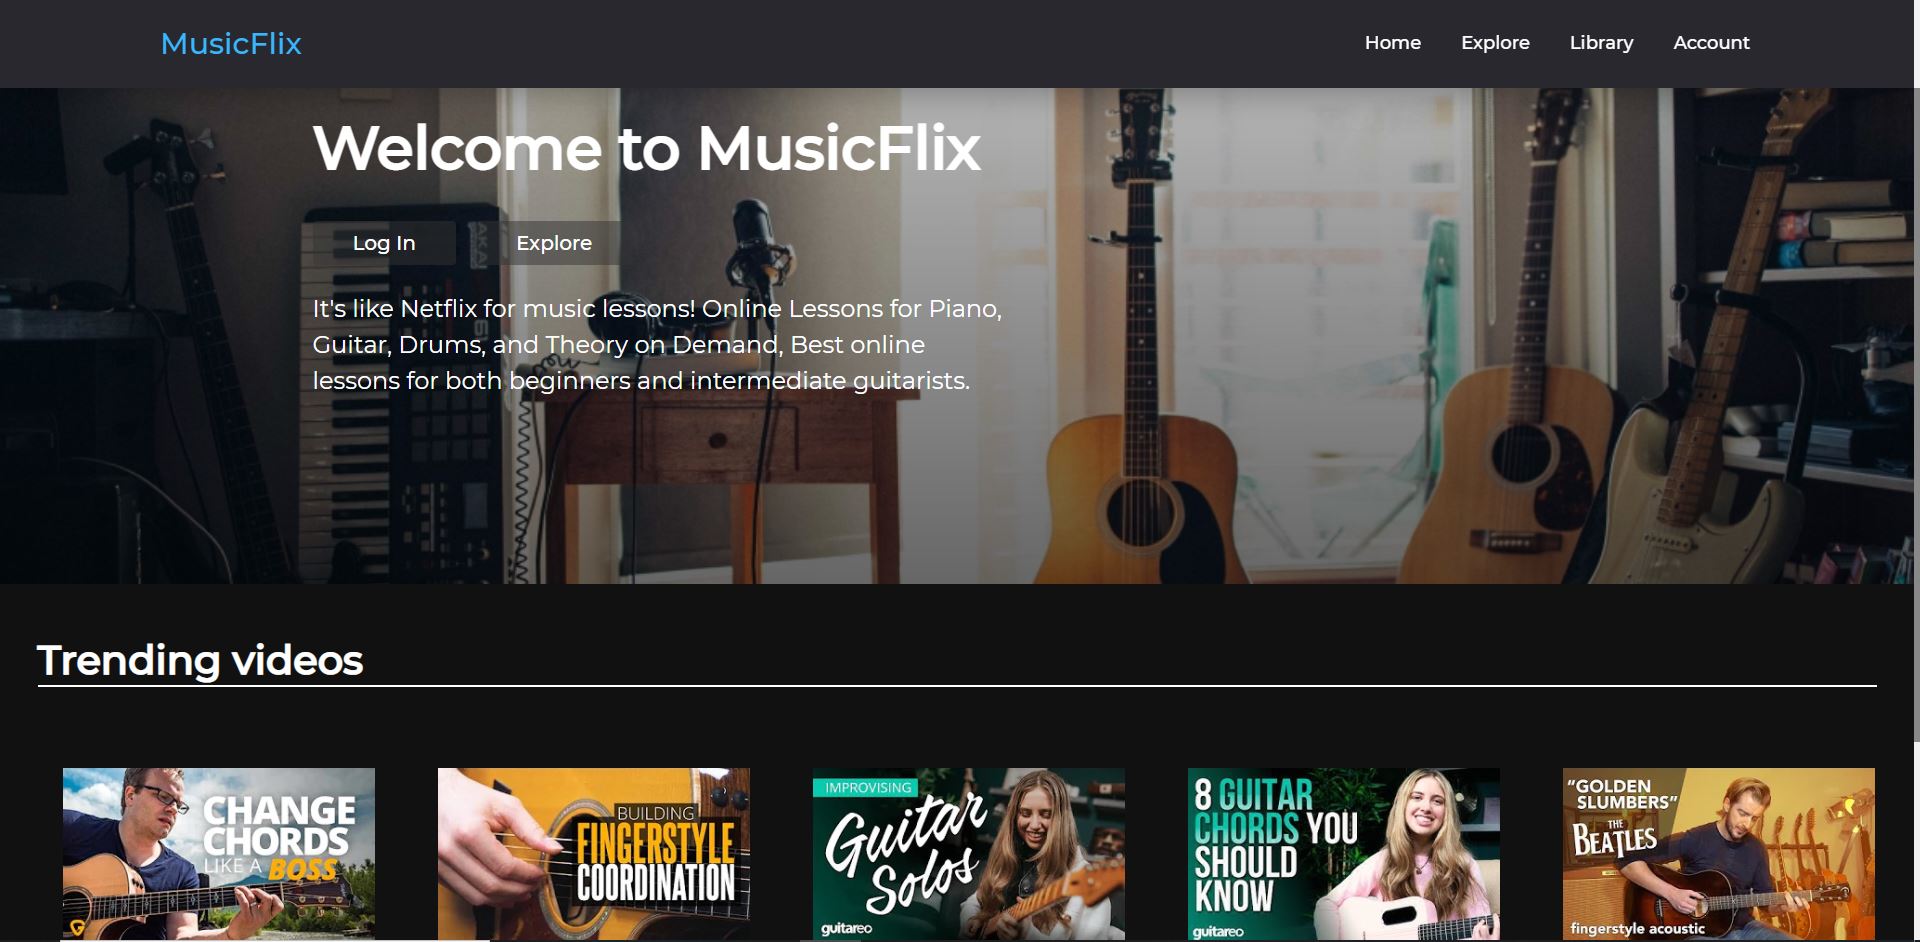 MusicFlix
Home Explore Library Account
Welcome to MusicFlix
Log In Explore
AKAI
It's like Netflix for music lessons! Online Lessons for Piano,
Guitar, Drums, and Theory on Demand, Best online
lessons for both beginners and intermediate guitarists.
Trending videos
CHANGE
CHORDS
LIKE A BOSS
G
BUILDING
FINGERSTYLE
COORDINATION
IMPROVISING
Guitar
Solos
guitareo
8 GUITAR
CHORDS YOU
SHOULD
KNOW
guitareo
“GOLDEN
SLUMBERS”
THE
BEATLES
fingerstyle acoustic